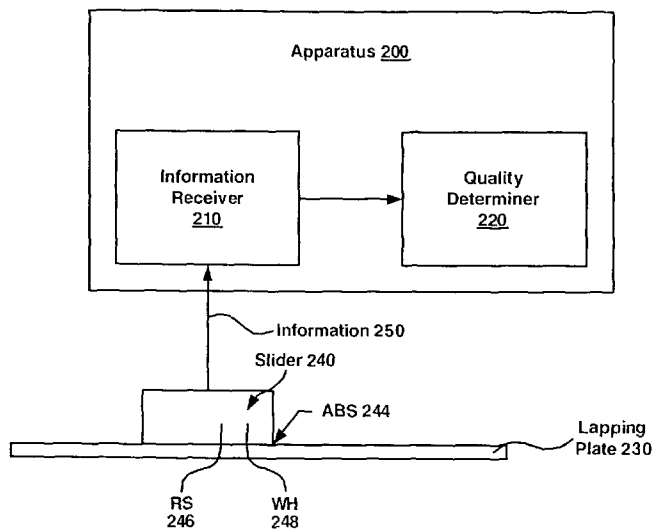 Apparatus 200
Information
Receiver
210
Quality
Determiner
220
Information 250
Slider 240
ABS 244
Lapping
Plate 230
RS
246
WH
248